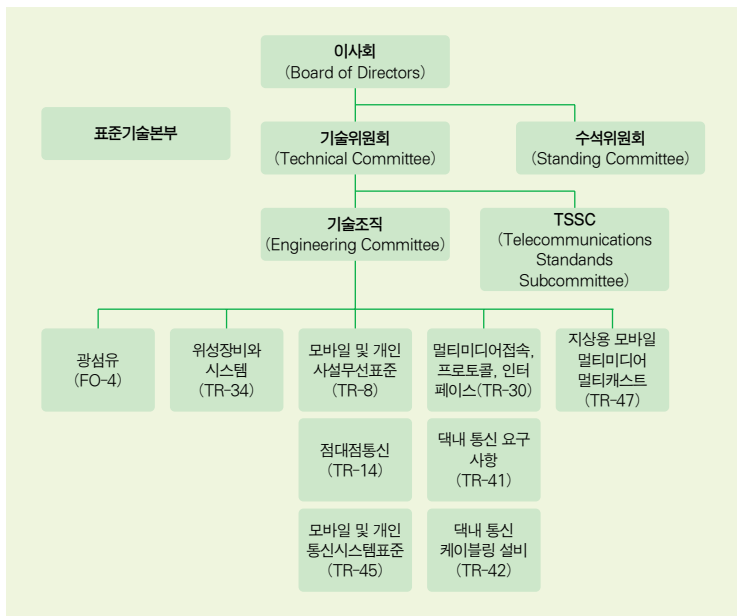 이사회
(Board of Directors)
표준기술본부
기술위원회
(Technical Committee)
수석위원회
(Standing Committee)
기술조직
(Engineering Committee)
TSSC
(Telecommunications
Standands
Subcommittee)
광섬유
(FO-4)
위성장비와
시스템
(TR-34)
모바일 및 개인
사설무선표준
(TR-8)
멀티미디어접속,
프로토콜, 인터
페이스(TR-30)
지상용 모바일
멀티미디어
멀티캐스트
(TR-47)
점대점통신
(TR-14)
댁내 통신 요구
사항
(TR-41)
모바일 및 개인
통신시스템표준
(TR-45)
댁내 통신
케이블링 설비
(TR-42)